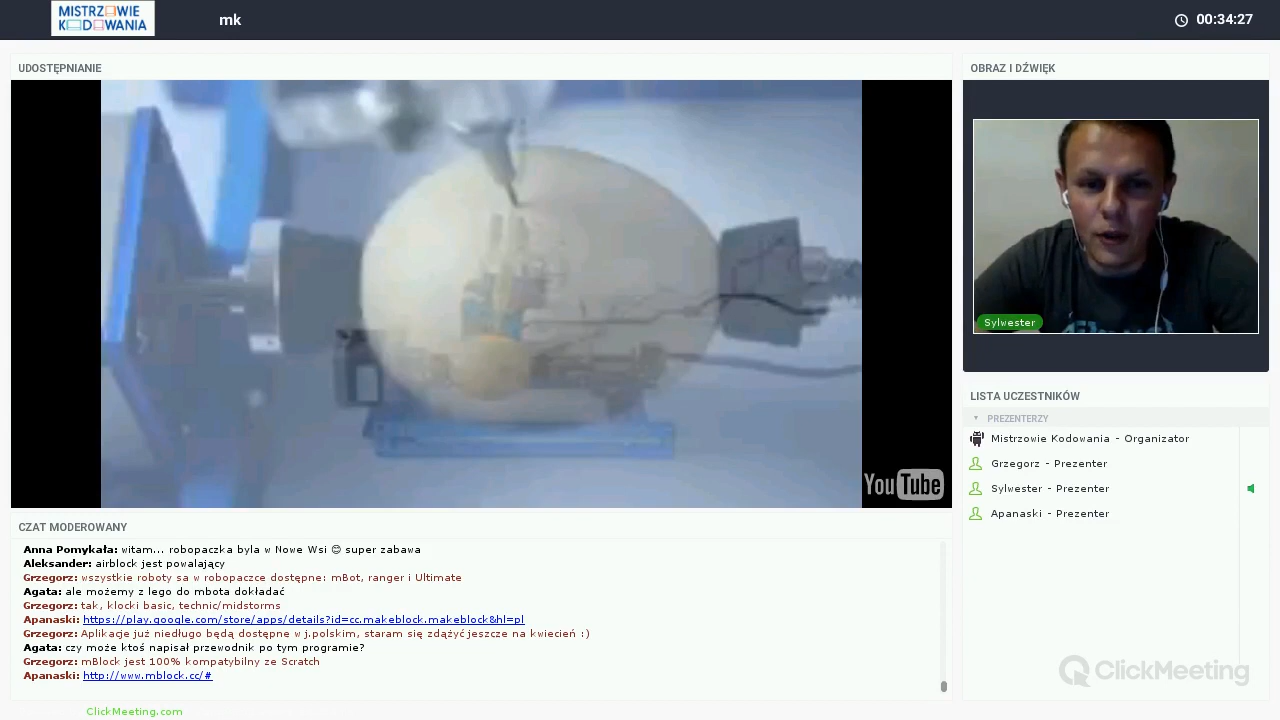 MISTRZOWIE
KODOWANIA
mk
00:34:27
UDOSTĘPNIANIE
OBRAZ I DŹWIĘK
Sylwester
YouTube
LISTA UCZESTNIKÓW
PREZENTERZY
Mistrzowie Kodowania - Organizator
Grzegorz - Prezenter
Sylwester - Prezenter
Apanaski - Prezenter
CZAT MODEROWANY
Anna Pomykała: witam... robopaczka byla w Nowe Wsi 😊 super zabawa
Aleksander: airblock jest powalający
Grzegorz: wszystkie roboty sa w robopaczce dostępne: mBot, ranger i Ultimate
Agata: ale możemy z lego do mbota dokładać
Grzegorz: tak, klocki basic, technic/midstorms
Apanaski: https://play.google.com/store/apps/details?id=cc.makeblock.makeblock&hl=pl
Grzegorz: Aplikacje już niedługo będą dostępne w j.polskim, staram się zdążyć jeszcze na kwiecień :)
Agata: czy może ktoś napisał przewodnik po tym programie?
Grzegorz: mBlock jest 100% kompatybilny ze Scratch
Apanaski: http://www.mblock.cc/#
ClickMeeting
ClickMeeting.com